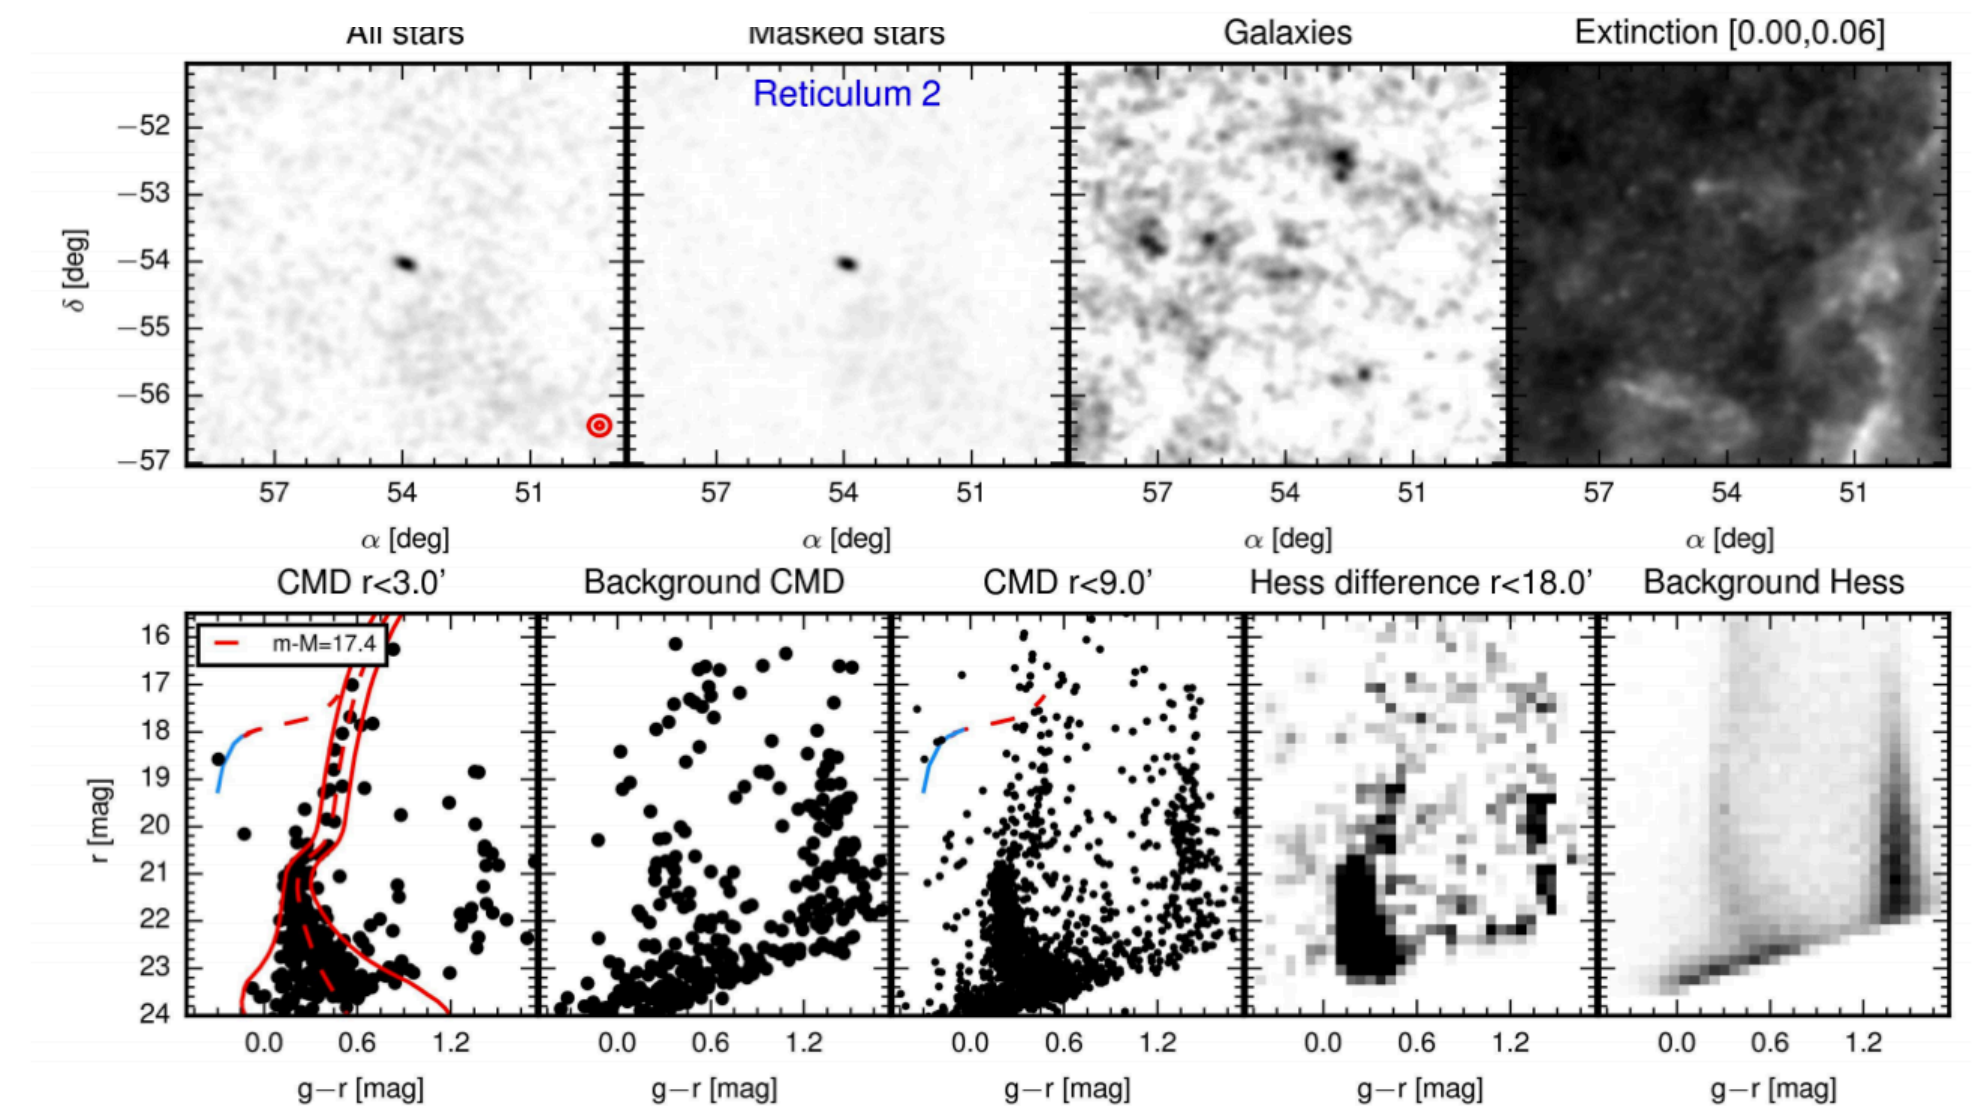 All stars
Masked stars
Galaxies
Extinction [0.00,0.06]
Reticulum 2
δ [deg]
−52
−53
−54
−55
−56
−57
57 54 51
57 54 51
57 54 51
57 54 51
α [deg]
α [deg]
α [deg]
α [deg]
CMD r<3.0’
Background CMD
CMD r<9.0’
Hess difference r<18.0’
Background Hess
m-M=17.4
r [mag]
16
17
18
19
20
21
22
23
24
0.0 0.6 1.2
0.0 0.6 1.2
0.0 0.6 1.2
0.0 0.6 1.2
0.0 0.6 1.2
g−r [mag]
g−r [mag]
g−r [mag]
g−r [mag]
g−r [mag]